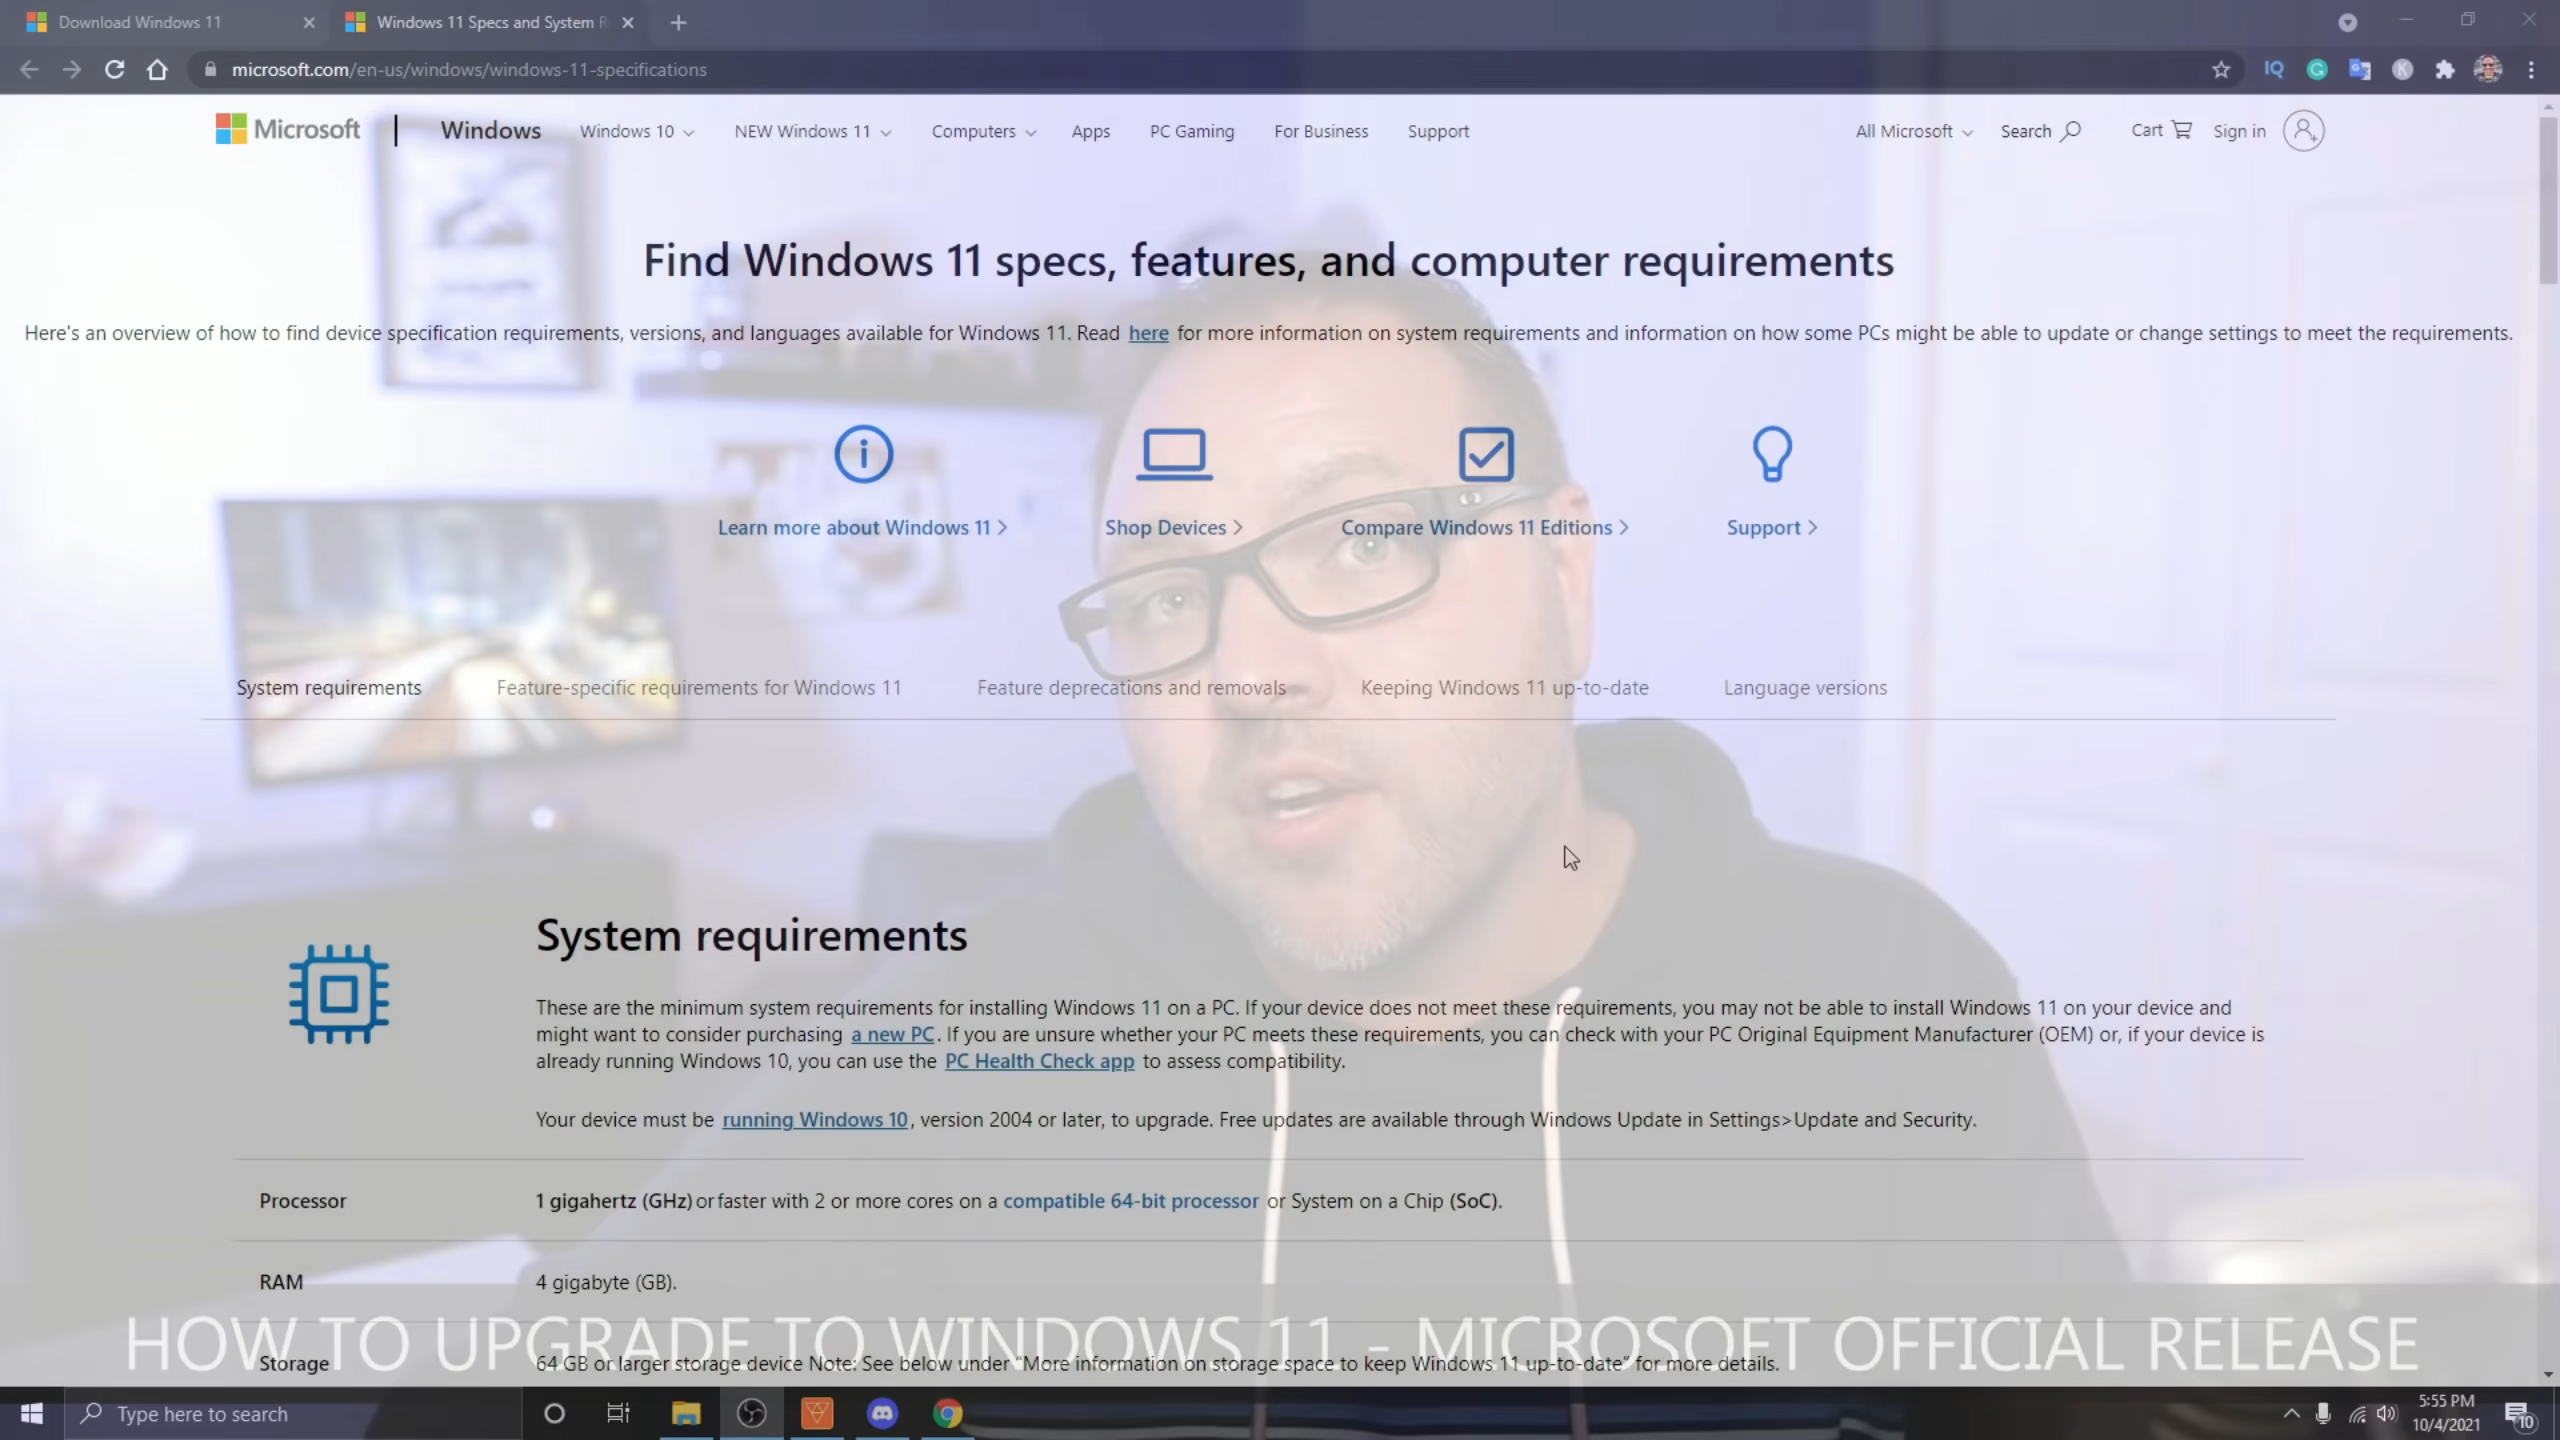 Download Windows 11
Windows 11 Specs and System R
microsoft.com/en-us/windows/windows-11-specifications
IQ
G
K
Microsoft
Windows
Windows 10
NEW Windows 11
Computers
Apps
PC Gaming
For Business
Support
All Microsoft
Search
Cart
Sign in
Find Windows 11 specs, features, and computer requirements
Here's an overview of how to find device specification requirements, versions, and languages available for Windows 11. Read here for more information on system requirements and information on how some PCs might be able to update or change settings to meet the requirements.
Learn more about Windows 11 >
Shop Devices >
Compare Windows 11 Editions >
Support >
System requirements
Feature-specific requirements for Windows 11
Feature deprecations and removals
Keeping Windows 11 up-to-date
Language versions
System requirements
These are the minimum system requirements for installing Windows 11 on a PC. If your device does not meet these requirements, you may not be able to install Windows 11 on your device and
might want to consider purchasing a new PC. If you are unsure whether your PC meets these requirements, you can check with your PC Original Equipment Manufacturer (OEM) or, if your device is
already running Windows 10, you can use the PC Health Check app to assess compatibility.
Your device must be running Windows 10, version 2004 or later, to upgrade. Free updates are available through Windows Update in Settings>Update and Security.
Processor
1 gigahertz (GHz) or faster with 2 or more cores on a compatible 64-bit processor or System on a Chip (SoC).
RAM
4 gigabyte (GB).
HOW TO UPGRADE TO WINDOWS 11 - MICROSOFT OFFICIAL RELEASE
Storage
64 GB or larger storage device Note: See below under "More information on storage space to keep Windows 11 up-to-date" for more details.
Type here to search
5:55 PM
10/4/2021
10